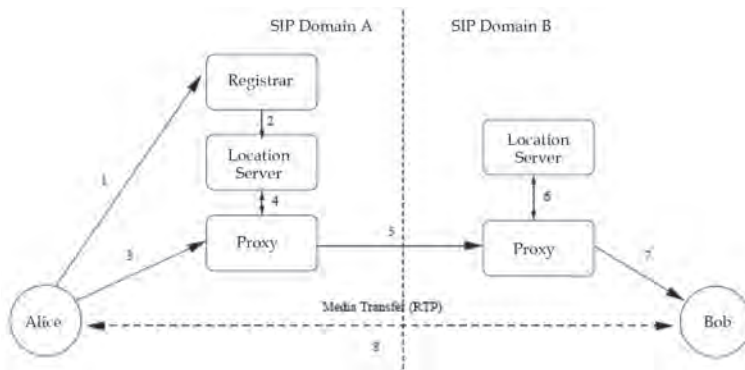 SIP Domain A
SIP Domain B
Registrar
2
Location
Server
Location
Server
1
4
6
3
Proxy
5
Proxy
7
Alice
Media Transfer (RTP)
Bob
8